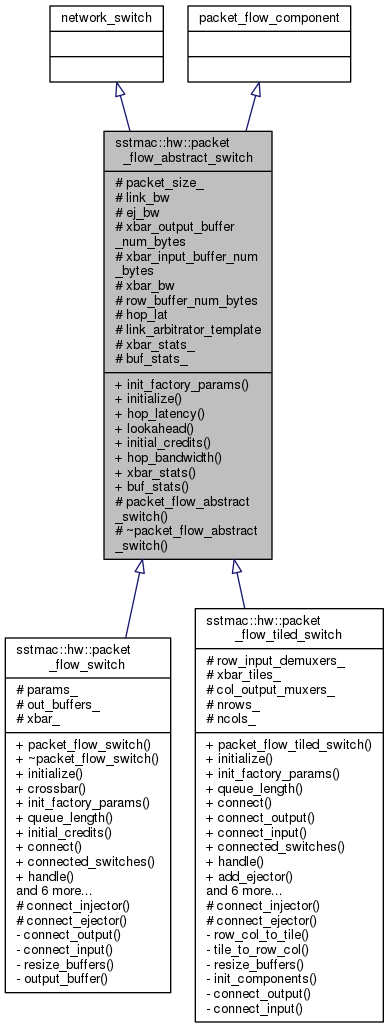 network_switch
packet_flow_component
sstmac::hw::packet
_flow_abstract_switch
# packet_size_
# link_bw
# ej_bw
# xbar_output_buffer
_num_bytes
# xbar_input_buffer_num
_bytes
# xbar_bw
# row_buffer_num_bytes
# hop_lat
# link_arbitrator_template
# xbar_stats_
# buf_stats_
+ init_factory_params()
+ initialize()
+ hop_latency()
+ lookahead()
+ initial_credits()
+ hop_bandwidth()
+ xbar_stats()
+ buf_stats()
# packet_flow_abstract
_switch()
# ~packet_flow_abstract
_switch()
sstmac::hw::packet
_flow_switch
# params_
# out_buffers_
# xbar_
+ packet_flow_switch()
+ ~packet_flow_switch()
+ initialize()
+ crossbar()
+ init_factory_params()
+ queue_length()
+ initial_credits()
+ connect()
+ connected_switches()
+ handle()
and 6 more...
# connect_injector()
# connect_ejector()
- connect_output()
- connect_input()
- resize_buffers()
- output_buffer()
sstmac::hw::packet
_flow_tiled_switch
# row_input_demuxers_
# xbar_tiles_
# col_output_muxers_
# nrows_
# ncols_
+ packet_flow_tiled_switch()
+ initialize()
+ init_factory_params()
+ queue_length()
+ connect()
+ connect_output()
+ connect_input()
+ connected_switches()
+ handle()
+ add_ejector()
and 6 more...
# connect_injector()
# connect_ejector()
- row_col_to_tile()
- tile_to_row_col()
- resize_buffers()
- init_components()
- connect_output()
- connect_input()